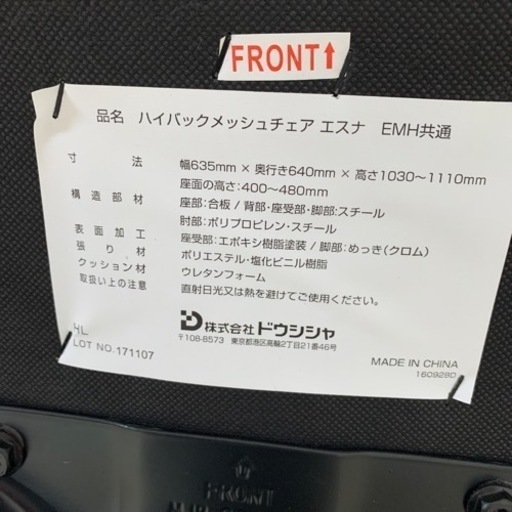 FRONT↑
品名 ハイバックメッシュチェア エスナ EMH共通
寸法 幅635mm × 奥行き640mm × 高さ1030～1110mm
座面の高さ:400～480mm
構造部材 座部:合板 / 背部・座受部・脚部:スチール
肘部:ポリプロピレン・スチール
表面加工 座受部:エポキシ樹脂塗装 / 脚部:めっき(クロム)
張り材 ポリエステル・塩化ビニル樹脂
クッション材 ウレタンフォーム
取扱い上の注意 直射日光又は熱を避けてご使用ください。
株式会社ドウシシャ
〒108-8573 東京都港区高輪2丁目21番46号
HL
LOT NO.171107
MADE IN CHINA
160928D
FRONT